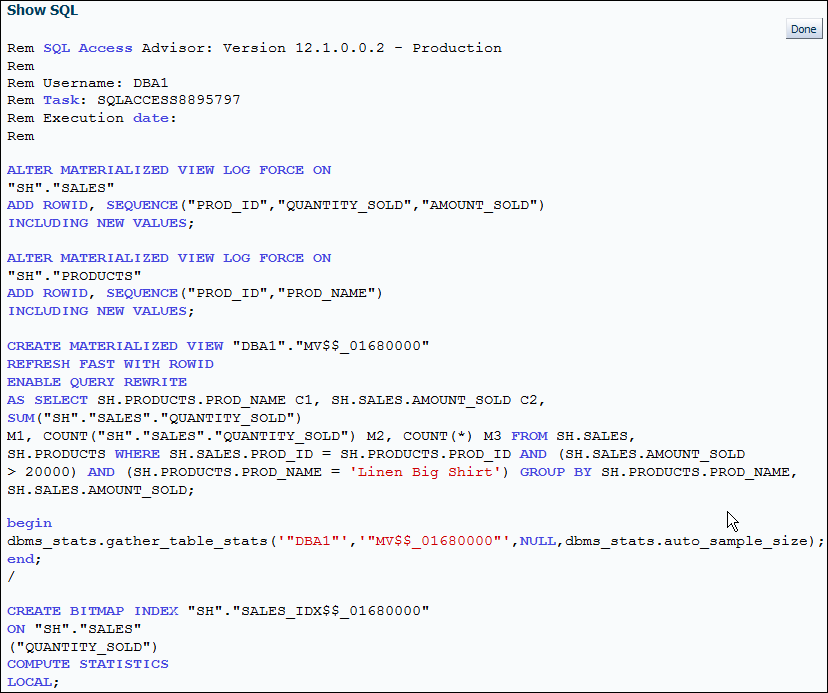 Show SQL
Done
Rem SQL Access Advisor: Version 12.1.0.0.2 - Production
Rem
Rem Username: DBA1
Rem Task: SQLACCESS8895797
Rem Execution date:
Rem
ALTER MATERIALIZED VIEW LOG FORCE ON
"SH"."SALES"
ADD ROWID, SEQUENCE("PROD_ID","QUANTITY_SOLD","AMOUNT_SOLD")
INCLUDING NEW VALUES;
ALTER MATERIALIZED VIEW LOG FORCE ON
"SH"."PRODUCTS"
ADD ROWID, SEQUENCE("PROD_ID","PROD_NAME")
INCLUDING NEW VALUES;
CREATE MATERIALIZED VIEW "DBA1"."MV$$_01680000"
REFRESH FAST WITH ROWID
ENABLE QUERY REWRITE
AS SELECT SH.PRODUCTS.PROD_NAME C1, SH.SALES.AMOUNT_SOLD C2,
SUM("SH"."SALES"."QUANTITY_SOLD")
M1, COUNT("SH"."SALES"."QUANTITY_SOLD") M2, COUNT(*) M3 FROM SH.SALES,
SH.PRODUCTS WHERE SH.SALES.PROD_ID = SH.PRODUCTS.PROD_ID AND (SH.SALES.AMOUNT_SOLD
> 20000) AND (SH.PRODUCTS.PROD_NAME = 'Linen Big Shirt') GROUP BY SH.PRODUCTS.PROD_NAME,
SH.SALES.AMOUNT_SOLD;
begin
dbms_stats.gather_table_stats('"DBA1"','"MV$$_01680000"',NULL,dbms_stats.auto_sample_size);
end;
/
CREATE BITMAP INDEX "SH"."SALES_IDX$$_01680000"
ON "SH"."SALES"
("QUANTITY_SOLD")
COMPUTE STATISTICS
LOCAL;